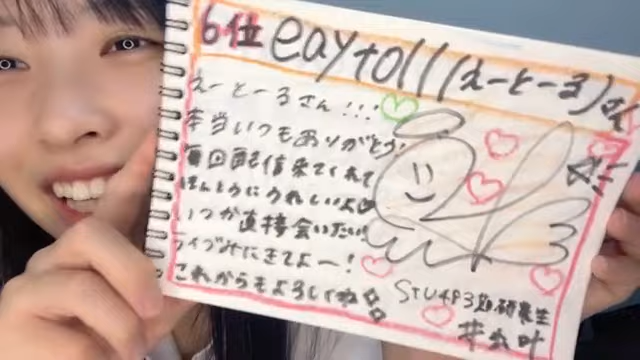 6位 eaytolll(えーとーる)さん
えーとーるさん!!!
本当いつもありがとう!
毎回配信来てくれて
ほんとうにうれしいよ
いつか直接会いたい!
ライブみにきてよー!
これからもよろしくね
STU48 3期研究生